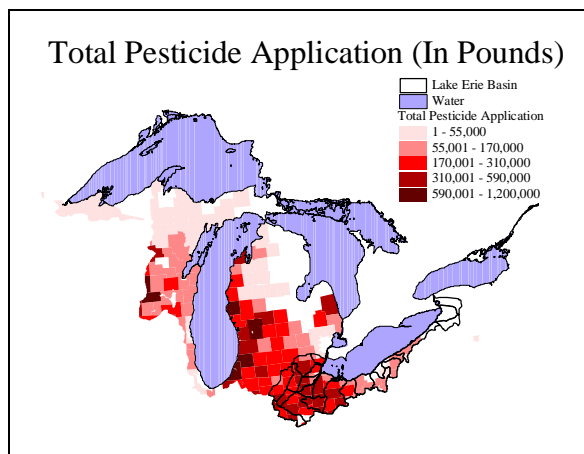 Total Pesticide Application (In Pounds)
Lake Erie Basin
Water
Total Pesticide Application
1 - 55,000
55,001 - 170,000
170,001 - 310,000
310,001 - 590,000
590,001 - 1,200,000